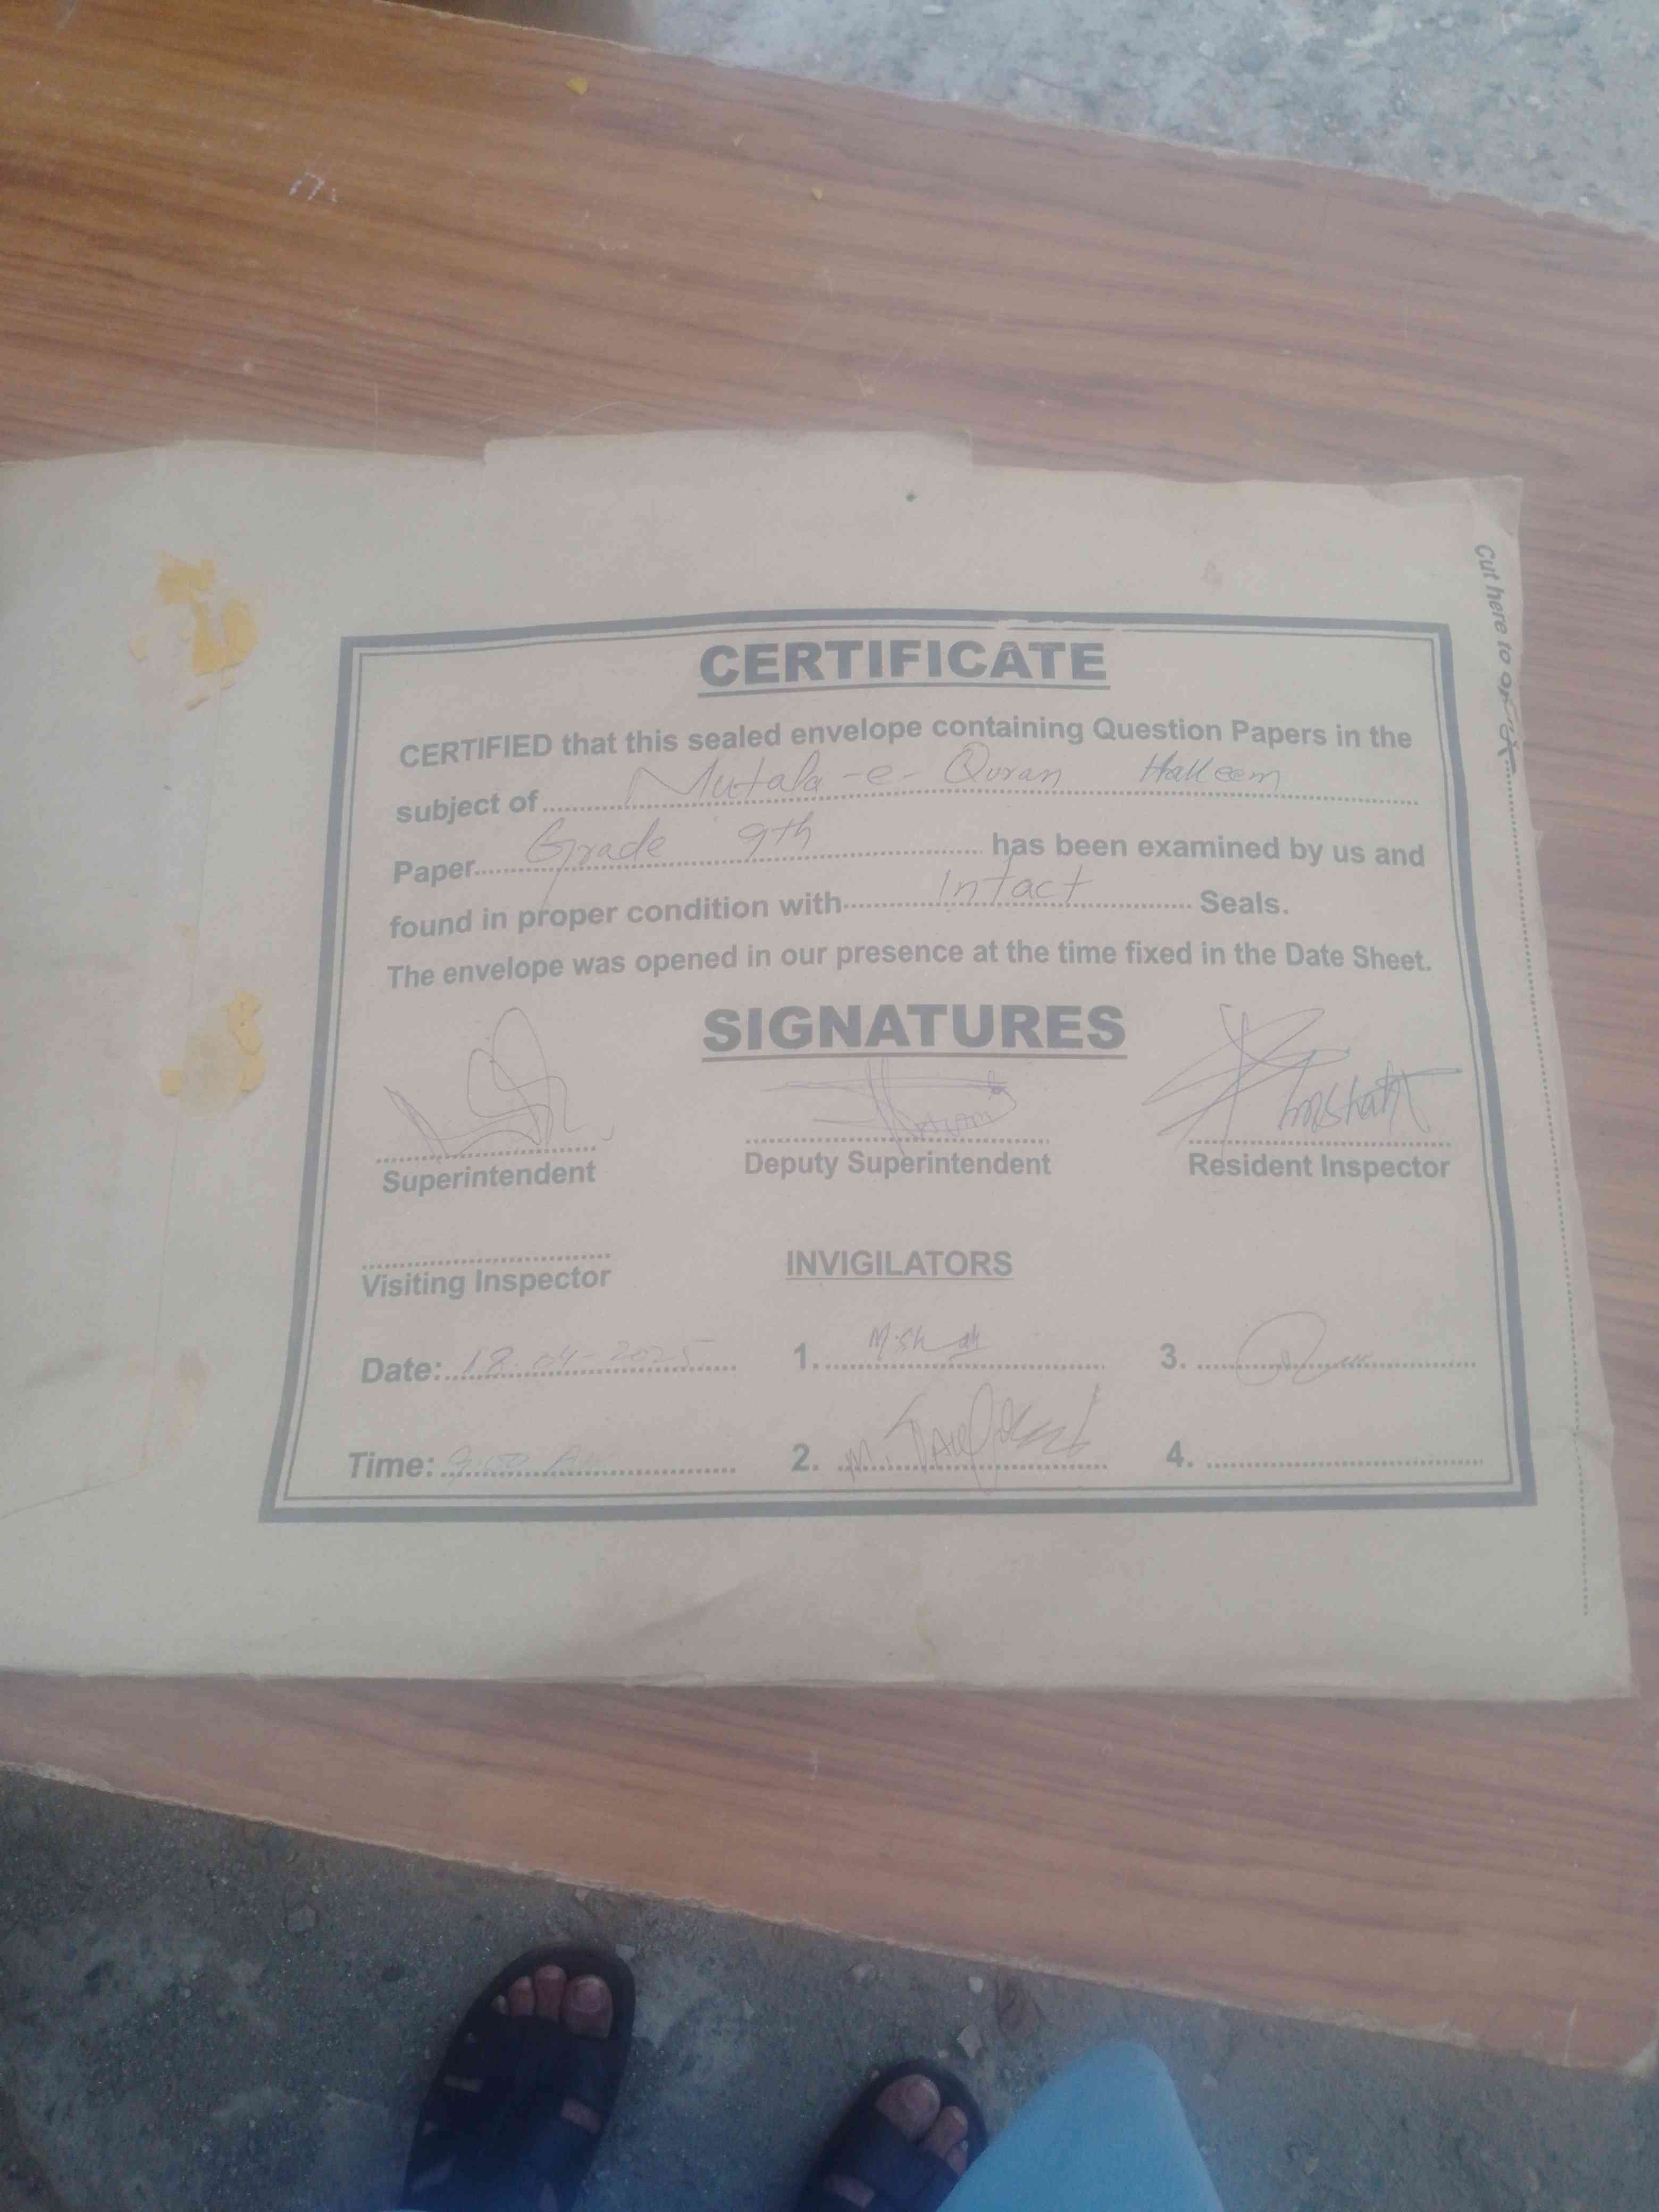 Cut here to
CERTIFICATE
CERTIFIED that this sealed envelope containing Question Papers in the
subject of Mutala-e-Quran Hakeem
Paper Grade 9th has been examined by us and
found in proper condition with Intact Seals.
The envelope was opened in our presence at the time fixed in the Date Sheet.
SIGNATURES
Superintendent Deputy Superintendent Resident Inspector
Visiting Inspector INVIGILATORS
Date: 18-04-2025 1. M.Shah 3.
Time: 2. M. 4.